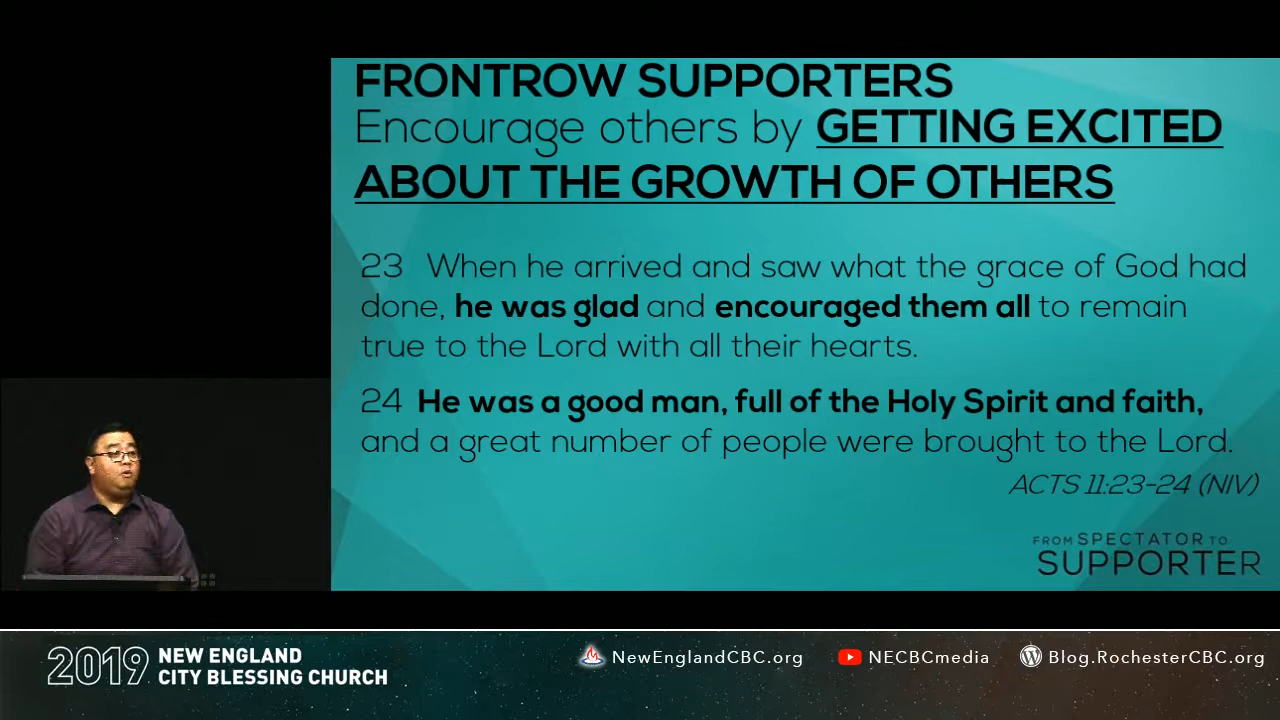 FRONTROW SUPPORTERS
Encourage others by GETTING EXCITED
ABOUT THE GROWTH OF OTHERS
23 When he arrived and saw what the grace of God had
done, he was glad and encouraged them all to remain
true to the Lord with all their hearts.
24 He was a good man, full of the Holy Spirit and faith,
and a great number of people were brought to the Lord.
ACTS 11:23-24 (NIV)
FROM SPECTATOR TO
SUPPORTER
2019 NEW ENGLAND
CITY BLESSING CHURCH
NewEnglandCBC.org
NECBCmedia
Blog.RochesterCBC.org